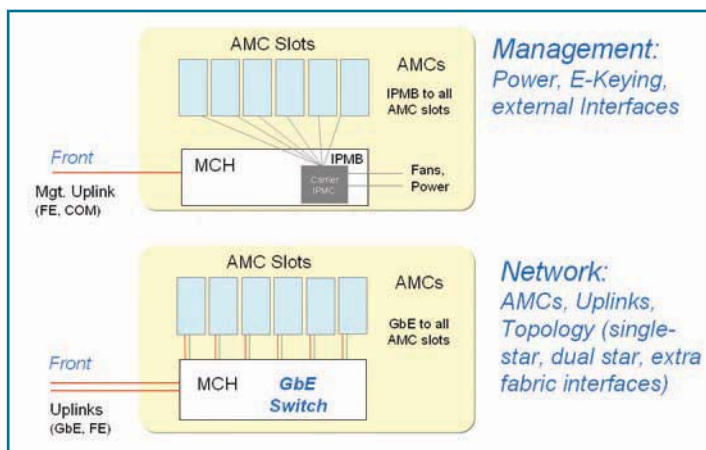 AMC Slots
AMCs
IPMB to all
AMC slots
Management:
Power, E-Keying,
external Interfaces
Front
Mgt. Uplink
(FE, COM)
MCH
IPMB
Carrier
IPMC
Fans,
Power
AMC Slots
AMCs
GbE to all
AMC slots
Network:
AMCs, Uplinks,
Topology (single-
star, dual star, extra
fabric interfaces)
Front
Uplinks
(GbE, FE)
MCH
GbE
Switch